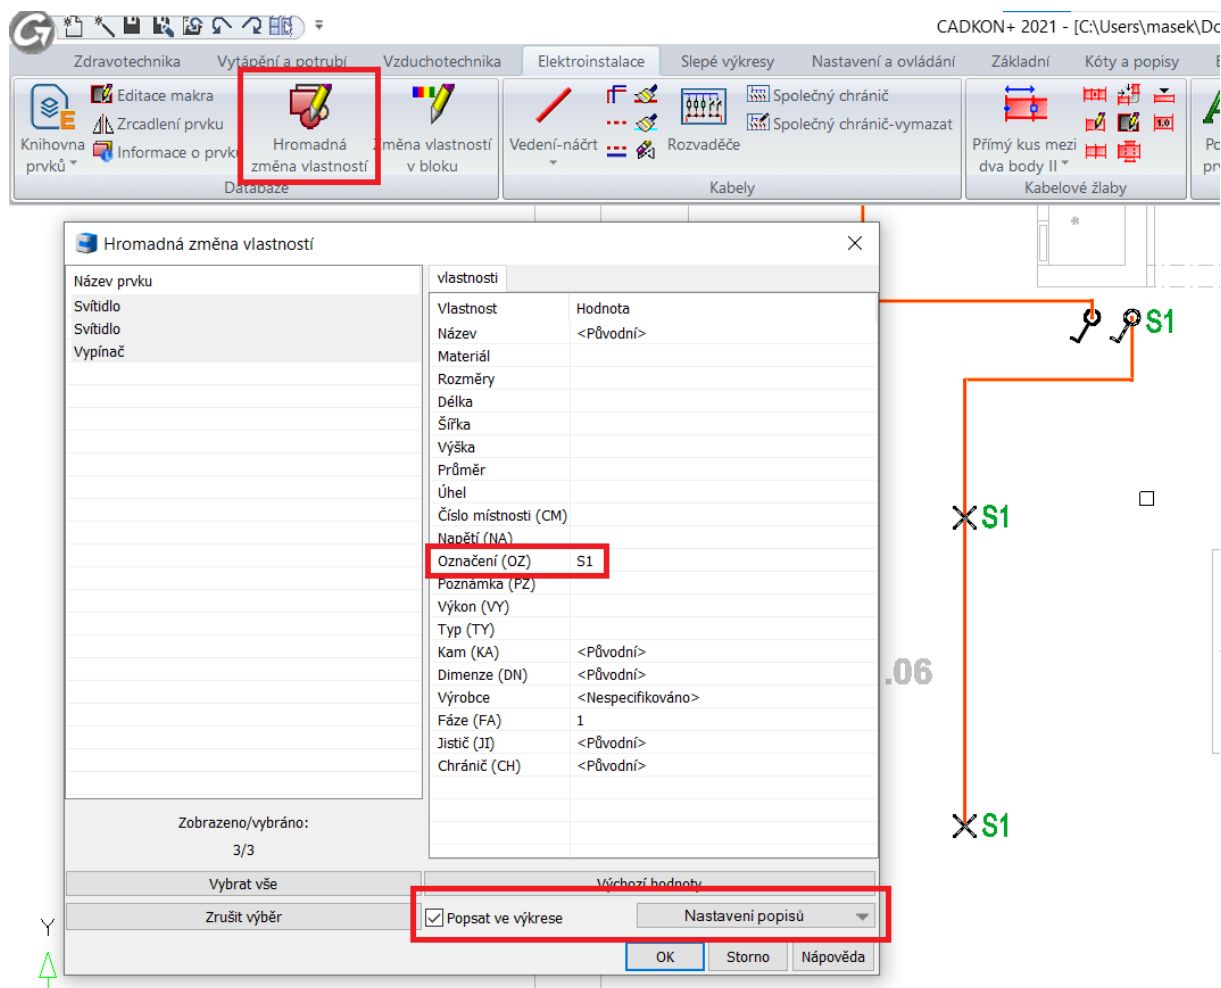 CADKON+ 2021 - [C:\Users\masek\Do
Zdravotechnika Vytápění a potrubí Vzduchotechnika Elektroinstalace Slepé výkresy Nastavení a ovládání Základní Kóty a popisy
Knihovna prvků
Editace makra
Zrcadlení prvku
Informace o prvku
Hromadná
změna vlastností
Změna vlastností
v bloku
Databáze
Vedení-náčrt
Rozvaděče
Společný chránič
Společný chránič-vymazat
Kabely
Přímý kus mezi
dva body II
1.0
Kabelové žlaby
Hromadná změna vlastností
Název prvku
Svítidlo
Svítidlo
Vypínač
Zobrazeno/vybráno:
3/3
Vybrat vše
Zrušit výběr
vlastnosti
Vlastnost Hodnota
Název <Původní>
Materiál
Rozměry
Délka
Šířka
Výška
Průměr
Úhel
Číslo místnosti (CM)
Napětí (NA)
Označení (OZ) S1
Poznámka (PZ)
Výkon (VY)
Typ (TY)
Kam (KA) <Původní>
Dimenze (DN) <Původní>
Výrobce <Nespecifikováno>
Fáze (FA) 1
Jistič (JI) <Původní>
Chránič (CH) <Původní>
Výchozí hodnoty
Popsat ve výkrese Nastavení popisů
OK Storno Nápověda
S1
S1
.06
S1
Y